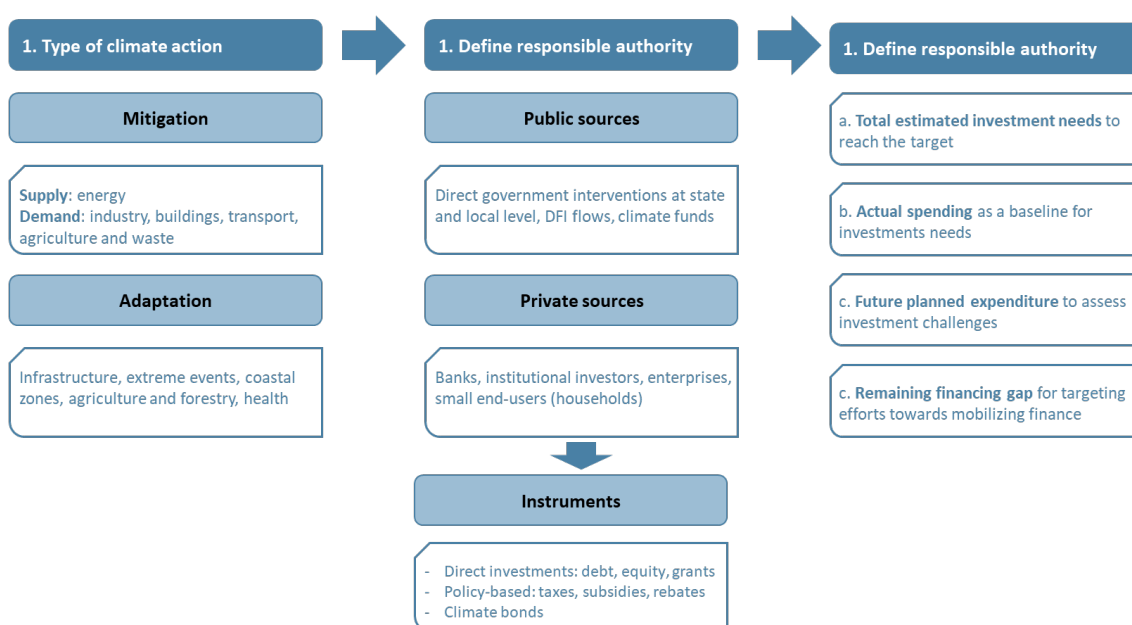 1. Type of climate action
Mitigation
Supply: energy
Demand: industry, buildings, transport,
agriculture and waste
Adaptation
Infrastructure, extreme events, coastal
zones, agriculture and forestry, health
1. Define responsible authority
Public sources
Direct government interventions at state
and local level, DFI flows, climate funds
Private sources
Banks, institutional investors, enterprises,
small end-users (households)
Instruments
- Direct investments: debt, equity, grants
- Policy-based: taxes, subsidies, rebates
- Climate bonds
1. Define responsible authority
a. Total estimated investment needs to
reach the target
b. Actual spending as a baseline for
investments needs
c. Future planned expenditure to assess
investment challenges
c. Remaining financing gap for targeting
efforts towards mobilizing finance